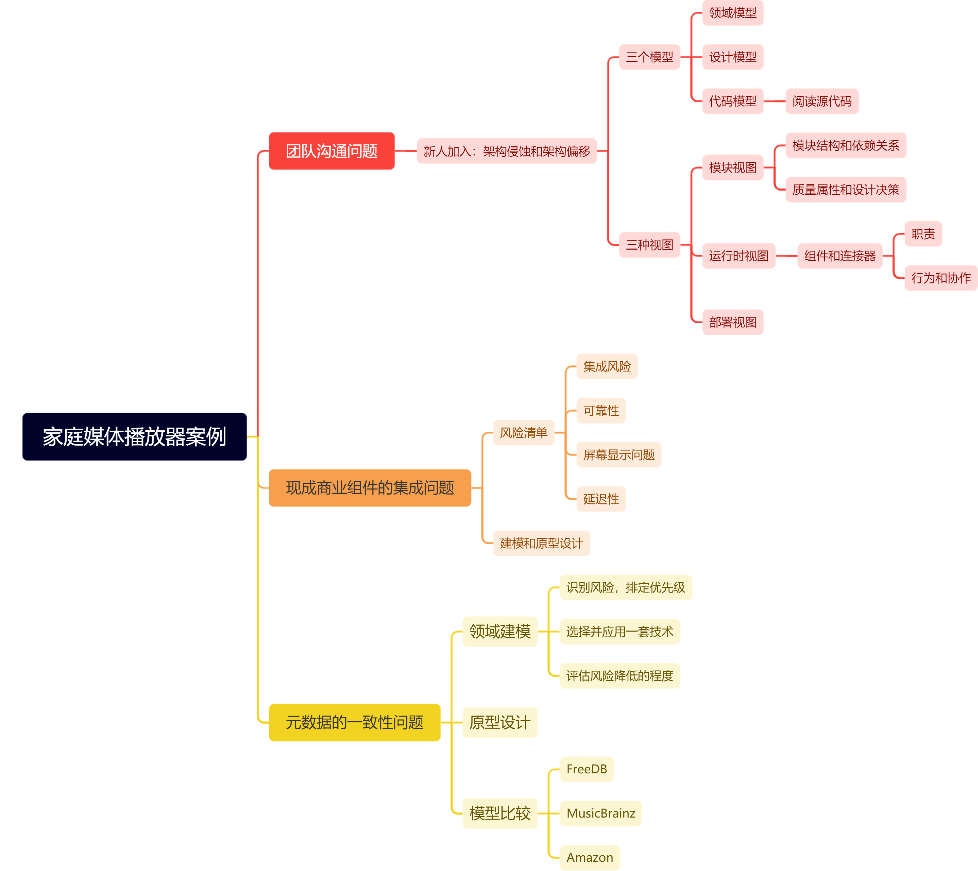 家庭媒体播放器案例
团队沟通问题
新人加入：架构侵蚀和架构偏移
三个模型
领域模型
设计模型
代码模型
阅读源代码
三种视图
模块视图
模块结构和依赖关系
质量属性和设计决策
运行时视图
组件和连接器
职责
行为和协作
部署视图
现成商业组件的集成问题
风险清单
集成风险
可靠性
屏幕显示问题
延迟性
建模和原型设计
元数据的一致性问题
领域建模
识别风险，排定优先级
选择并应用一套技术
评估风险降低的程度
原型设计
模型比较
FreeDB
MusicBrainz
Amazon